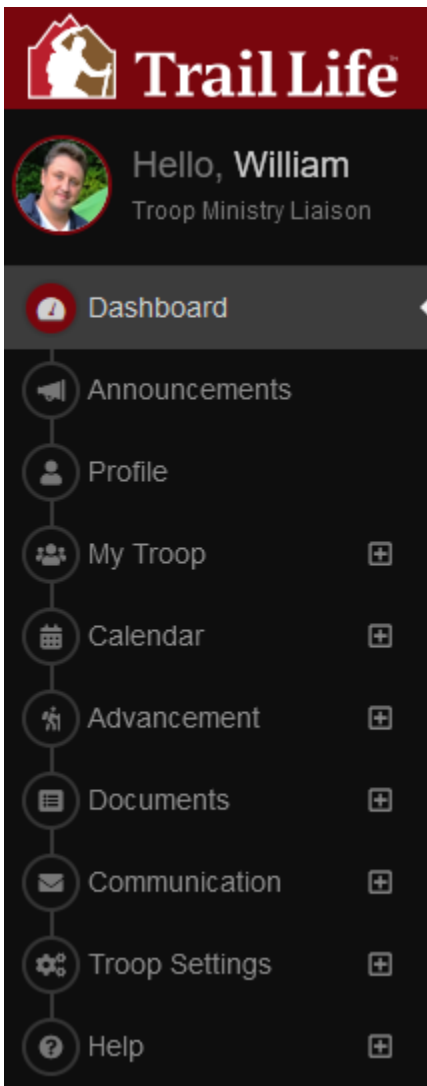 Trail Life
Hello, William
Troop Ministry Liaison
Dashboard
Announcements
Profile
My Troop
Calendar
Advancement
Documents
Communication
Troop Settings
Help